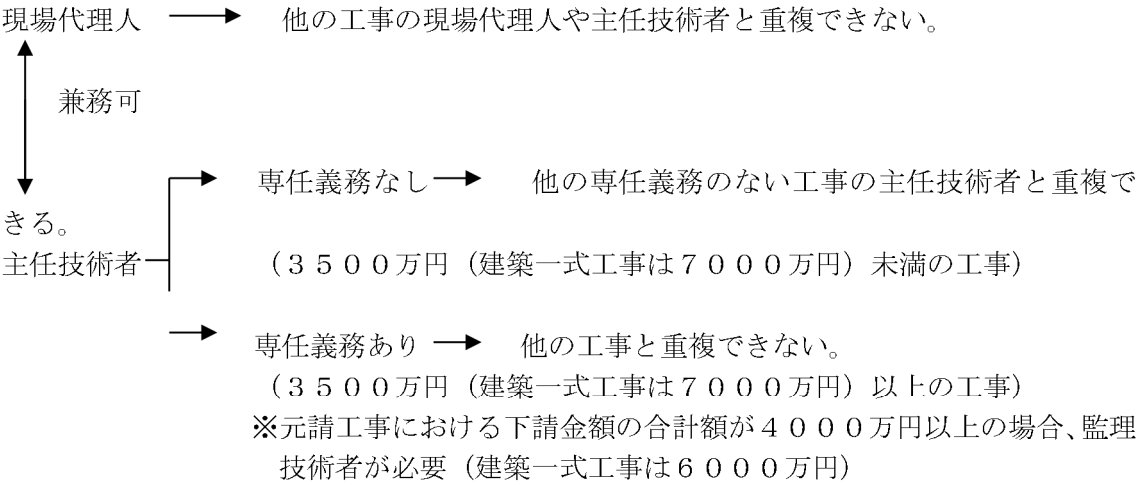 現場代理人 → 他の工事の現場代理人や主任技術者と重複できない。
兼務可
専任義務なし → 他の専任義務のない工事の主任技術者と重複で
きる。
主任技術者 （３５００万円（建築一式工事は７０００万円）未満の工事）
専任義務あり → 他の工事と重複できない。
（３５００万円（建築一式工事は７０００万円）以上の工事）
※元請工事における下請金額の合計額が４０００万円以上の場合、監理
技術者が必要（建築一式工事は６０００万円）